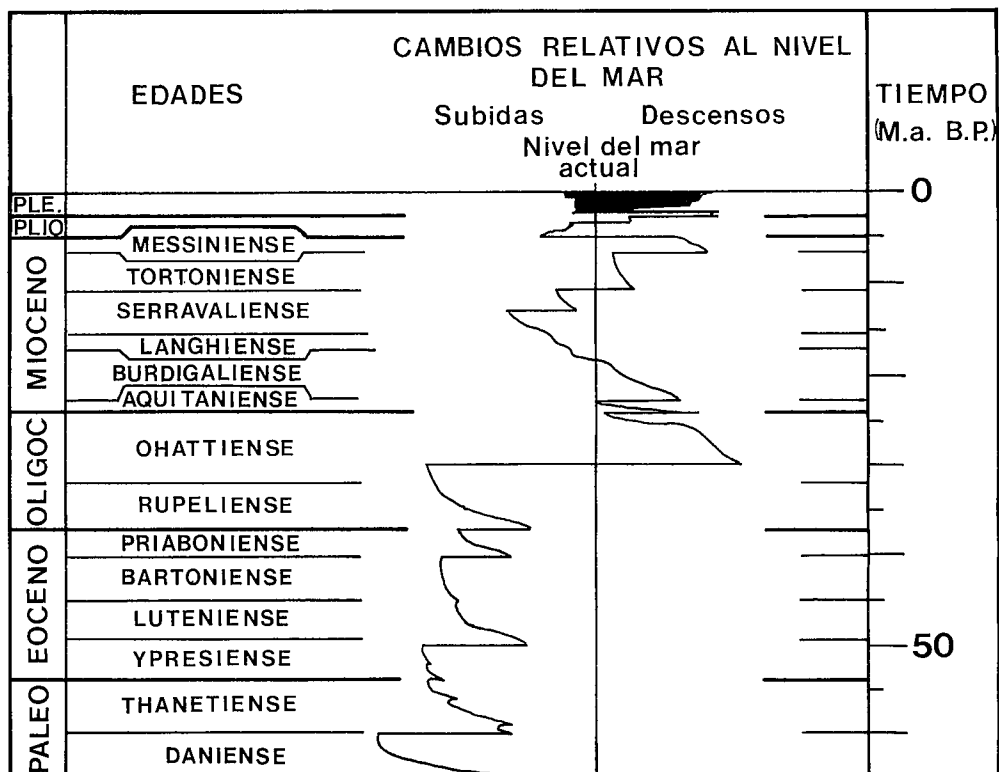 EDADES
CAMBIOS RELATIVOS AL NIVEL
DEL MAR
Subidas
Descensos
Nivel del mar
actual
TIEMPO
(M.a. B.P.)
0
50
PLE.
PLIO
MIOCENO
MESSINIENSE
TORTONIENSE
SERRAVALIENSE
LANGHIENSE
BURDIGALIENSE
AQUITANIENSE
OLIGOC
OHATTIENSE
RUPELIENSE
EOCENO
PRIABONIENSE
BARTONIENSE
LUTENIENSE
YPRESIENSE
PALEO
THANETIENSE
DANIENSE